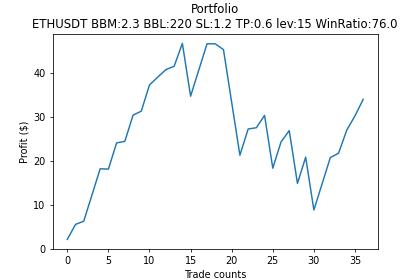 Portfolio
ETHUSDT BBM:2.3 BBL:220 SL:1.2 TP:0.6 lev:15 WinRatio:76.0
40
30
20
10
0
Profit ($)
0 5 10 15 20 25 30 35
Trade counts